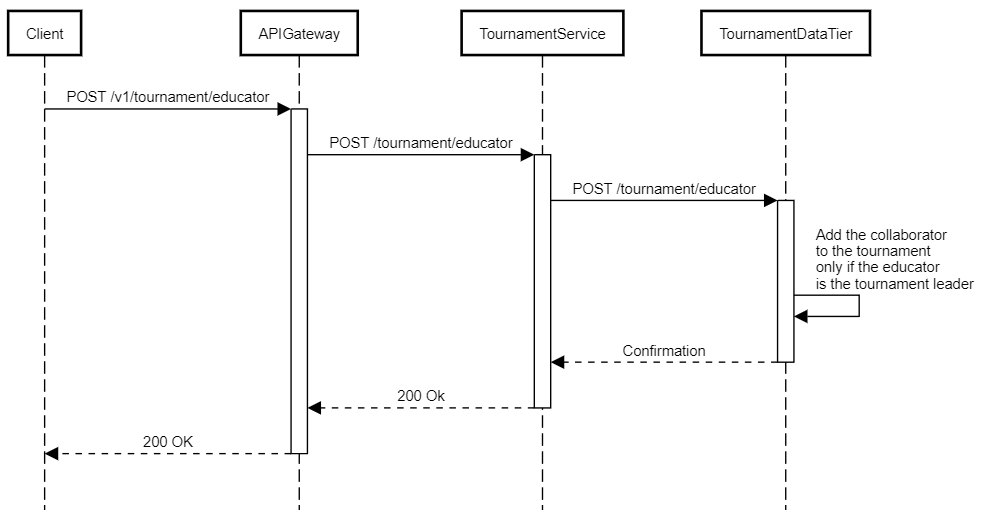 Client
APIGateway
TournamentService
TournamentDataTier
POST /v1/tournament/educator
POST /tournament/educator
POST /tournament/educator
Add the collaborator
to the tournament
only if the educator
is the tournament leader
Confirmation
200 Ok
200 OK